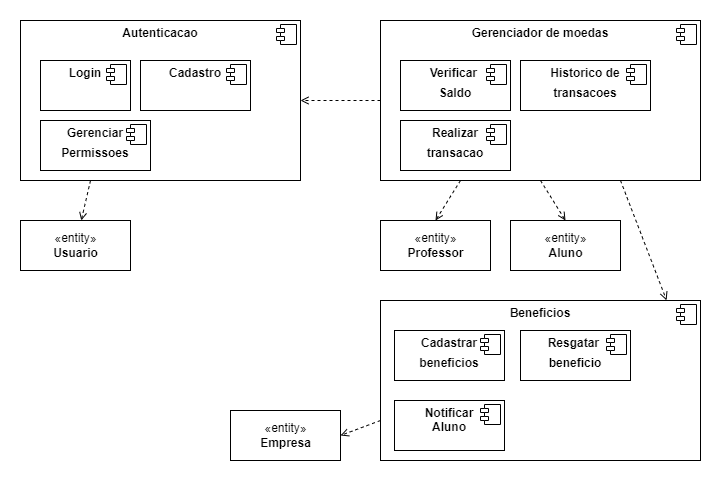 Autenticacao
Login
Cadastro
Gerenciar
Permissoes
Gerenciador de moedas
Verificar
Saldo
Historico de
transacoes
Realizar
transacao
«entity»
Usuario
«entity»
Professor
«entity»
Aluno
Beneficios
Cadastrar
beneficios
Resgatar
beneficio
Notificar
Aluno
«entity»
Empresa